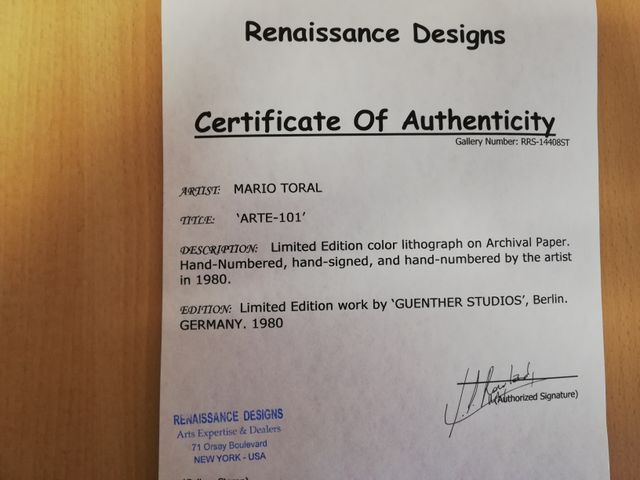 Renaissance Designs
Certificate Of Authenticity
Gallery Number: RRS-14408ST
ARTIST: MARIO TORAL
TITLE: ‘ARTE-101’
DESCRIPTION: Limited Edition color lithograph on Archival Paper.
Hand-Numbered, hand-signed, and hand-numbered by the artist
in 1980.
EDITION: Limited Edition work by ‘GUENTHER STUDIOS’, Berlin.
GERMANY. 1980
(Authorized Signature)
RENAISSANCE DESIGNS
Arts Expertise & Dealers
71 Orsay Boulevard
NEW YORK - USA